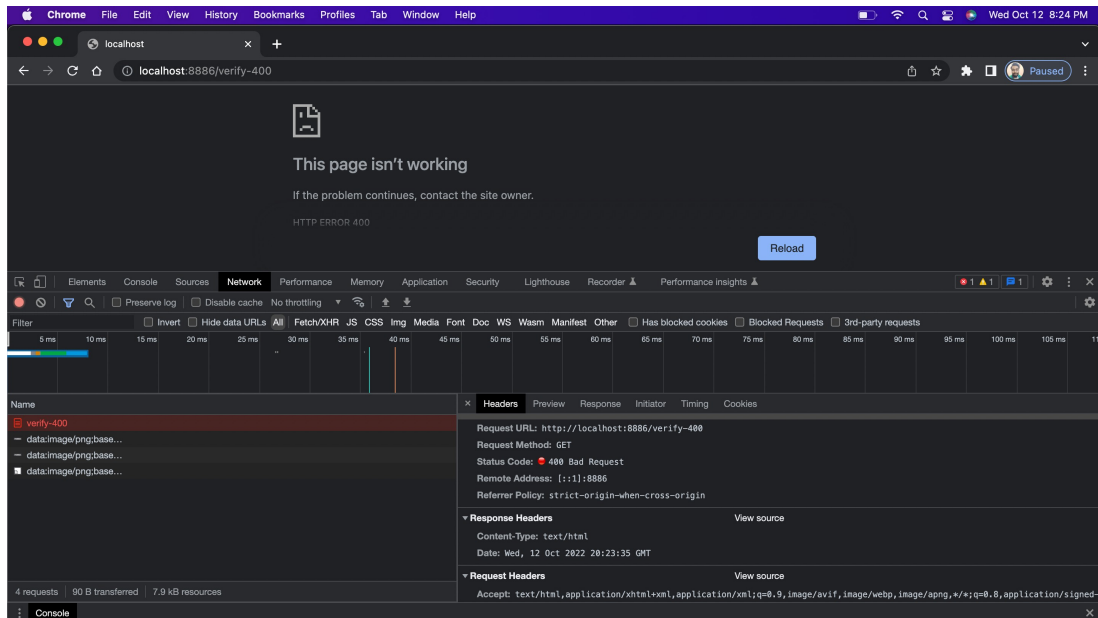 Chrome File Edit View History Bookmarks Profiles Tab Window Help Wed Oct 12 8:24 PM
localhost
localhost:8886/verify-400 Paused
This page isn't working
If the problem continues, contact the site owner.
HTTP ERROR 400
Reload
Elements Console Sources Network Performance Memory Application Security Lighthouse Recorder Performance insights 1 1 1
Preserve log Disable cache No throttling
Filter Invert Hide data URLs All Fetch/XHR JS CSS Img Media Font Doc WS Wasm Manifest Other Has blocked cookies Blocked Requests 3rd-party requests
5 ms 10 ms 15 ms 20 ms 25 ms 30 ms 35 ms 40 ms 45 ms 50 ms 55 ms 60 ms 65 ms 70 ms 75 ms 80 ms 85 ms 90 ms 95 ms 100 ms 105 ms 11
Name
verify-400
data:image/png;base...
data:image/png;base...
data:image/png;base...
4 requests 90 B transferred 7.9 kB resources
× Headers Preview Response Initiator Timing Cookies
Request URL: http://localhost:8886/verify-400
Request Method: GET
Status Code: 400 Bad Request
Remote Address: [::1]:8886
Referrer Policy: strict-origin-when-cross-origin
Response Headers View source
Content-Type: text/html
Date: Wed, 12 Oct 2022 20:23:35 GMT
Request Headers View source
Accept: text/html,application/xhtml+xml,application/xml;q=0.9,image/avif,image/webp,image/apng,*/*;q=0.8,application/signed-
Console